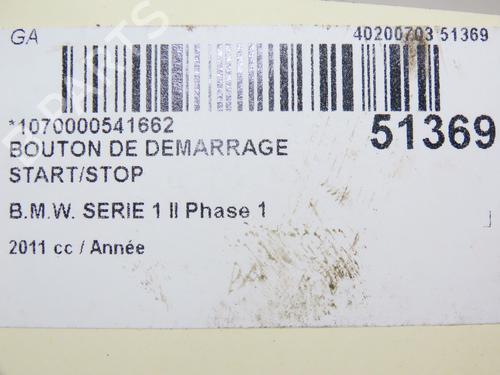 GA
40200703 51369
*1070000541662
51369
BOUTON DE DEMARRAGE
START/STOP
B.M.W. SERIE 1 II Phase 1
2011 cc / Année